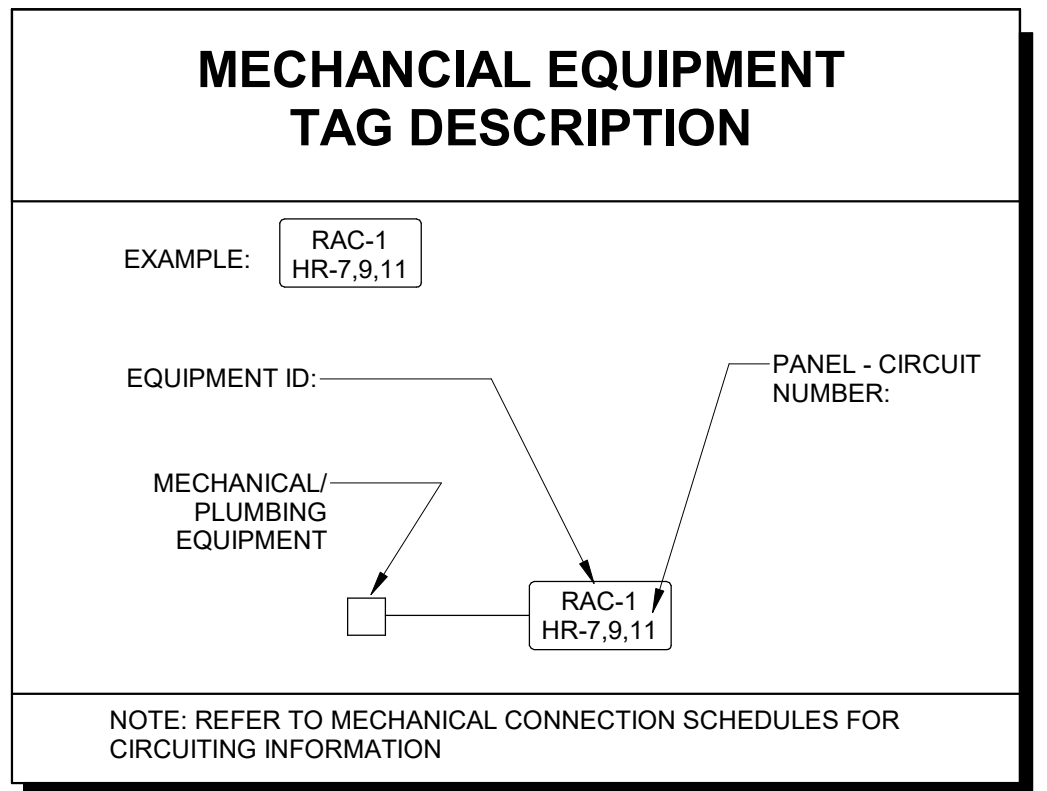 MECHANCIAL EQUIPMENT
TAG DESCRIPTION
EXAMPLE:
RAC-1
HR-7,9,11
EQUIPMENT ID:
PANEL - CIRCUIT
NUMBER:
MECHANICAL/
PLUMBING
EQUIPMENT
RAC-1
HR-7,9,11
NOTE: REFER TO MECHANICAL CONNECTION SCHEDULES FOR
CIRCUITING INFORMATION